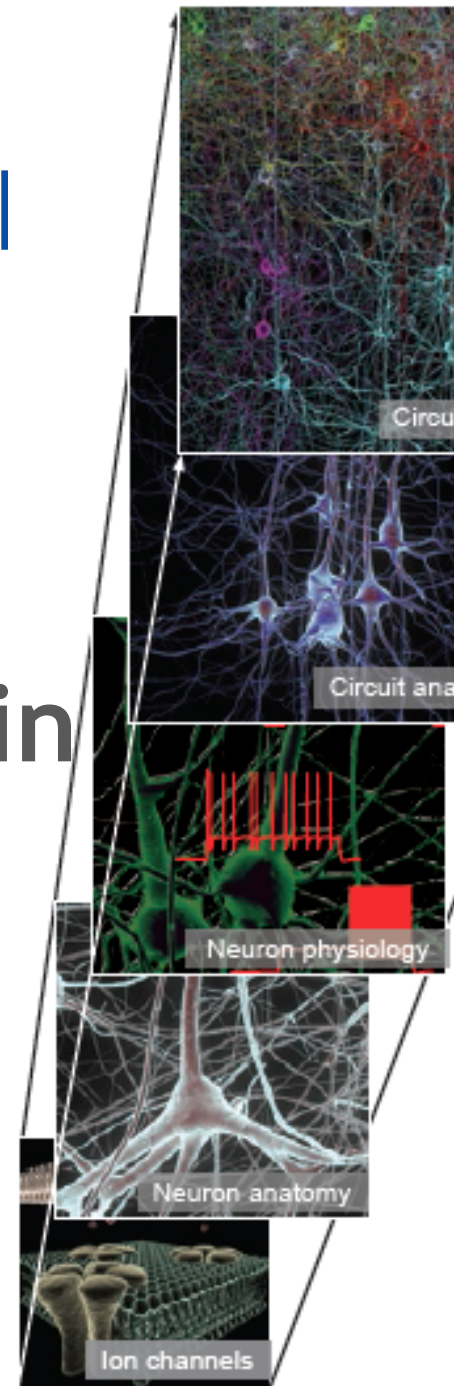 l
Circu
Circuit ana
in
Neuron physiology
Neuron anatomy
Ion channels